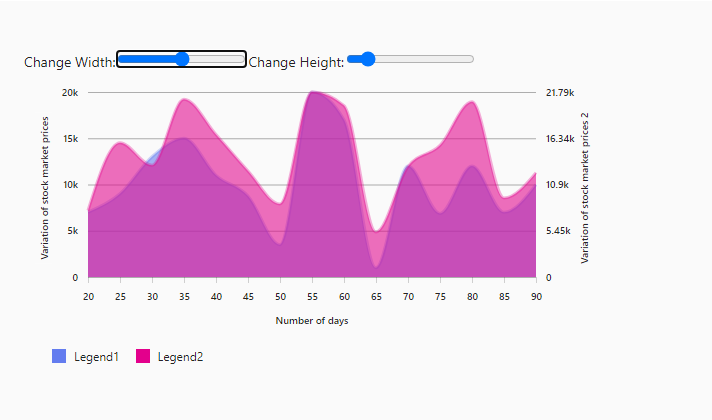 Change Width: Change Height:
20k 21.79k
15k 16.34k
10k 10.9k
5k 5.45k
0 0
Variation of stock market prices
Variation of stock market prices 2
20 25 30 35 40 45 50 55 60 65 70 75 80 85 90
Number of days
Legend1 Legend2